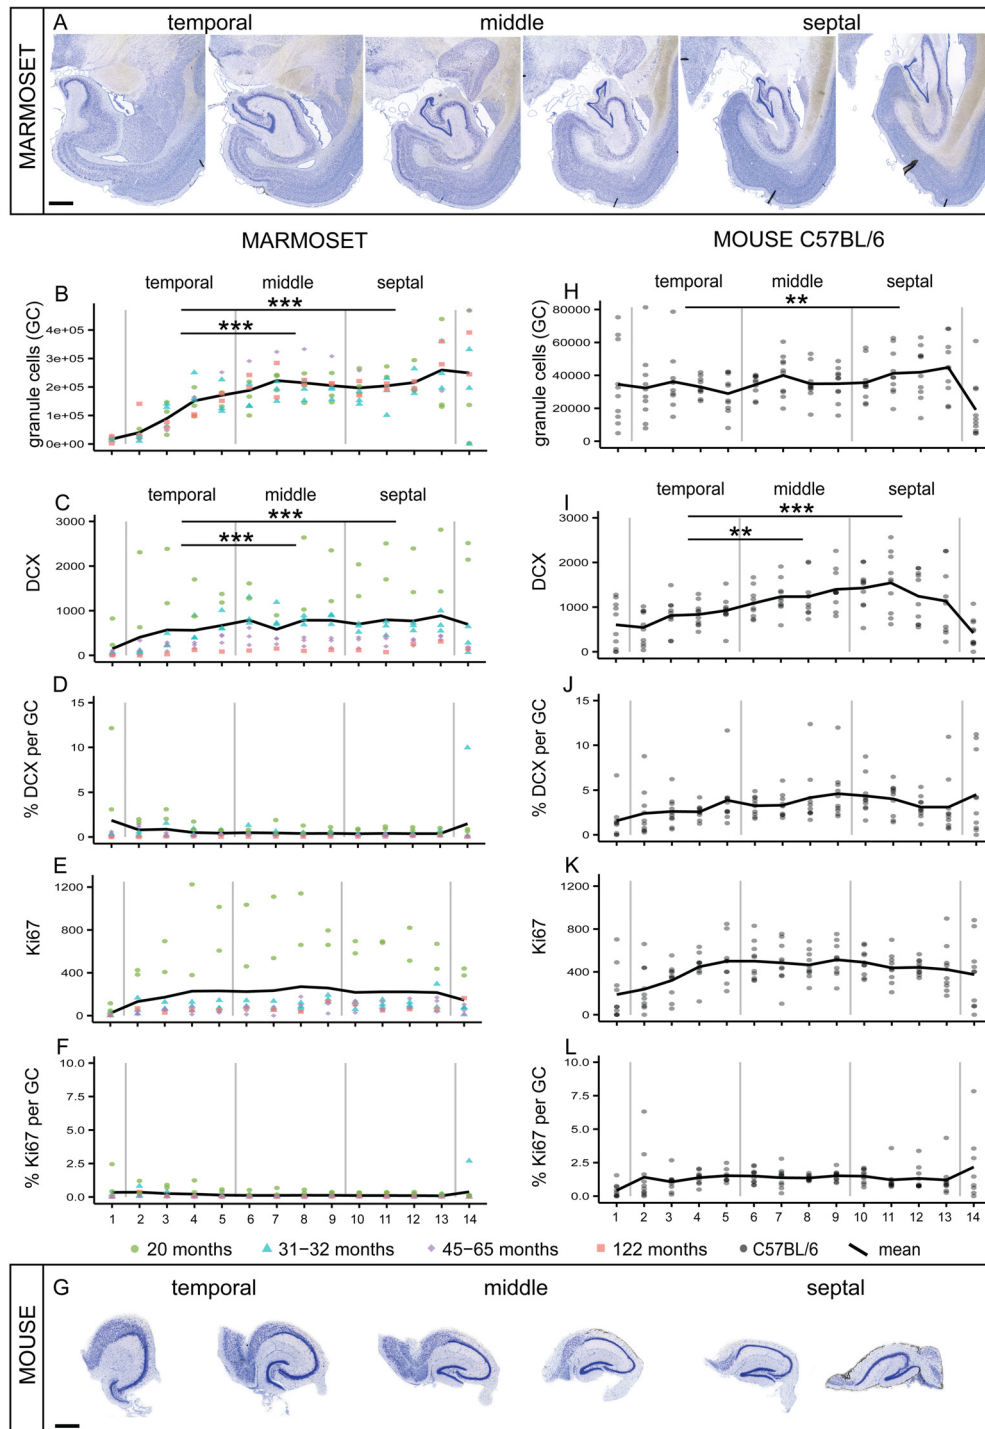 MARMOSET
A
temporal middle septal
MARMOSET
MOUSE C57BL/6
B
temporal middle septal
***
***
granule cells (GC)
4e+05
3e+05
2e+05
1e+05
0e+00
H
temporal middle septal
**
granule cells (GC)
80000
60000
40000
20000
0
C
temporal middle septal
***
***
DCX
3000
2000
1000
0
I
temporal middle septal
***
**
DCX
3000
2000
1000
0
D
% DCX per GC
15
10
5
0
J
% DCX per GC
15
10
5
0
E
Ki67
1200
800
400
0
K
Ki67
1200
800
400
0
F
% Ki67 per GC
10.0
7.5
5.0
2.5
0.0
1 2 3 4 5 6 7 8 9 10 11 12 13 14
L
% Ki67 per GC
10.0
7.5
5.0
2.5
0.0
1 2 3 4 5 6 7 8 9 10 11 12 13 14
20 months 31–32 months 45–65 months 122 months C57BL/6 mean
MOUSE
G
temporal middle septal